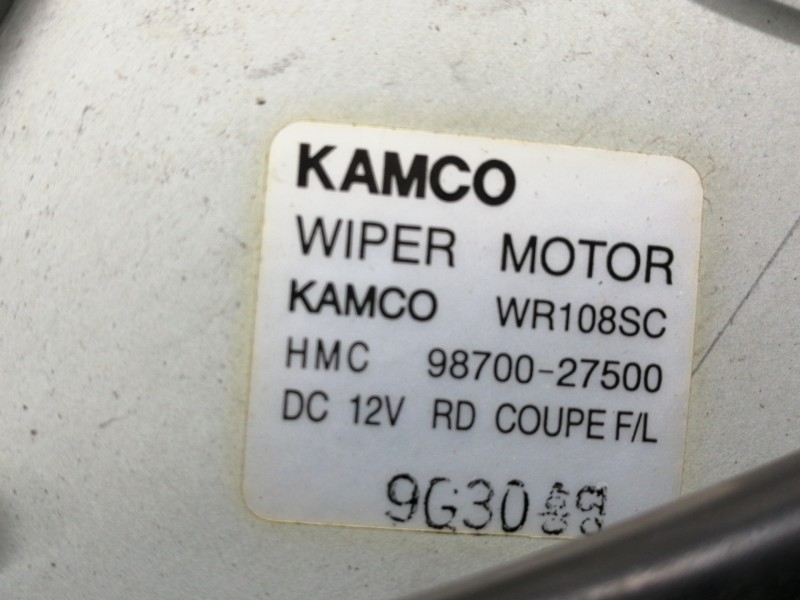 KAMCO
WIPER MOTOR
KAMCO WR108SC
HMC 98700-27500
DC 12V RD COUPE F/L